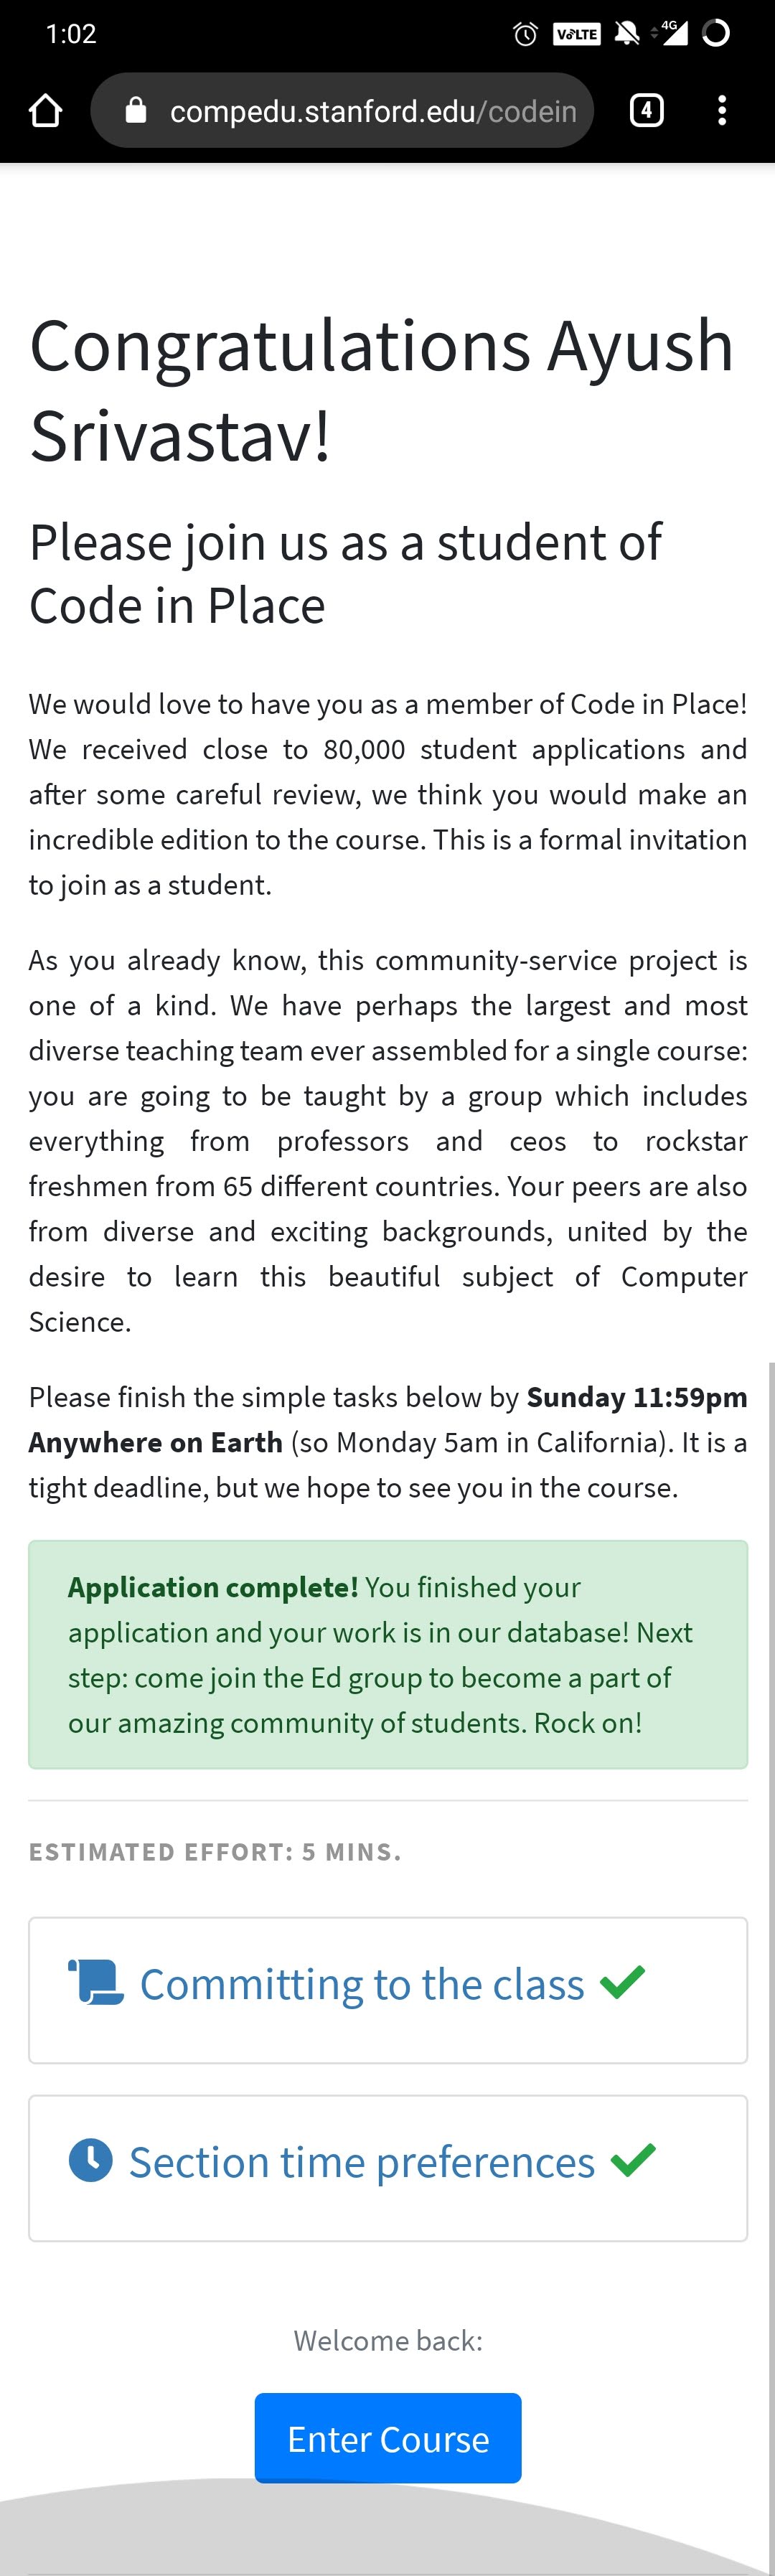 1:02
VoLTE
4G
compedu.stanford.edu/codein
4
Congratulations Ayush
Srivastav!
Please join us as a student of
Code in Place
We would love to have you as a member of Code in Place!
We received close to 80,000 student applications and
after some careful review, we think you would make an
incredible edition to the course. This is a formal invitation
to join as a student.
As you already know, this community-service project is
one of a kind. We have perhaps the largest and most
diverse teaching team ever assembled for a single course:
you are going to be taught by a group which includes
everything from professors and ceos to rockstar
freshmen from 65 different countries. Your peers are also
from diverse and exciting backgrounds, united by the
desire to learn this beautiful subject of Computer
Science.
Please finish the simple tasks below by Sunday 11:59pm
Anywhere on Earth (so Monday 5am in California). It is a
tight deadline, but we hope to see you in the course.
Application complete! You finished your
application and your work is in our database! Next
step: come join the Ed group to become a part of
our amazing community of students. Rock on!
ESTIMATED EFFORT: 5 MINS.
Committing to the class
Section time preferences
Welcome back:
Enter Course